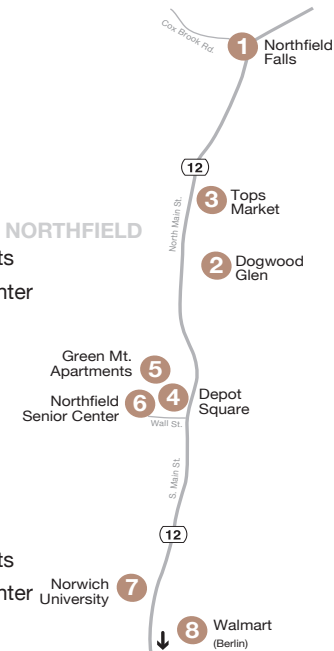 Cox Brook Rd.
1
Northfield
Falls
12
3
Tops
Market
North Main St.
NORTHFIELD
ts
2
Dogwood
Glen
nter
Green Mt.
Apartments
5
Northfield
Senior Center
6
4
Depot
Square
Wall St.
S. Main St.
12
ts
nter
Norwich
University
7
8
Walmart
(Berlin)